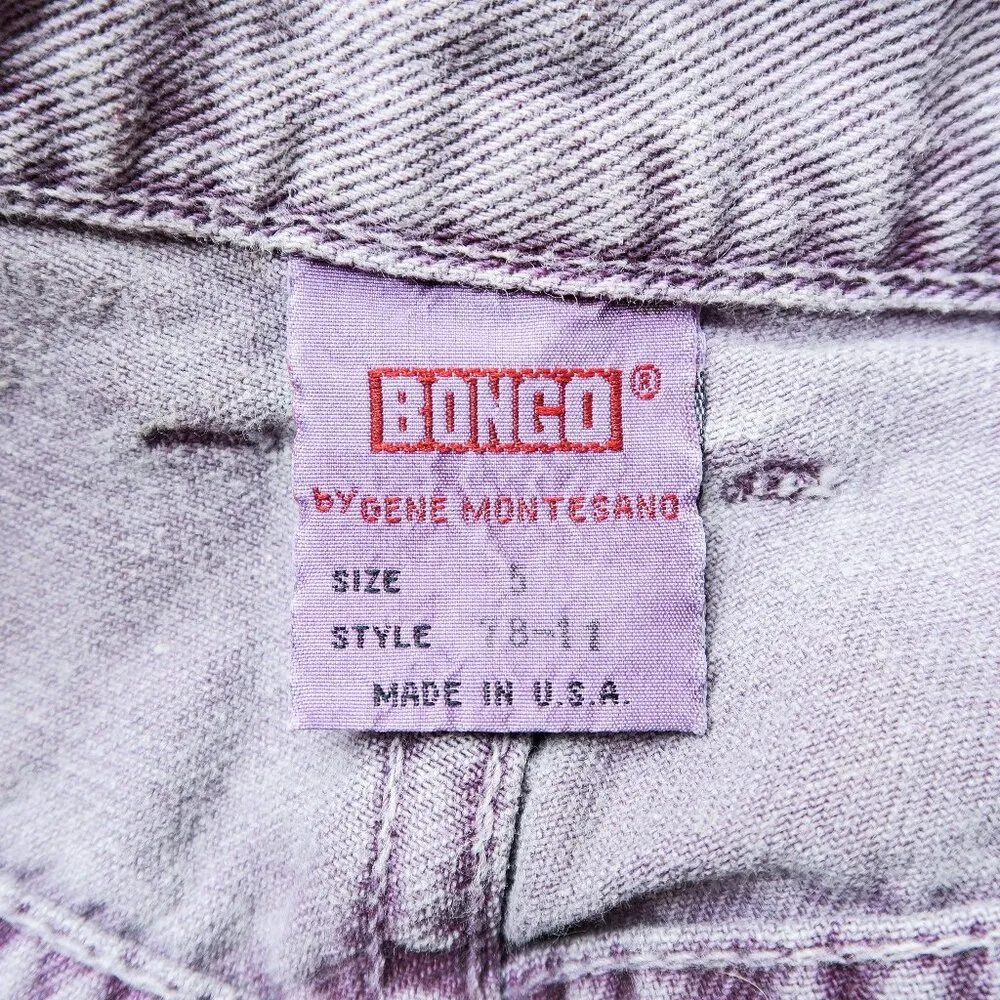 BONGO®
by GENE MONTESANO
SIZE 5
STYLE 78-11
MADE IN U.S.A.